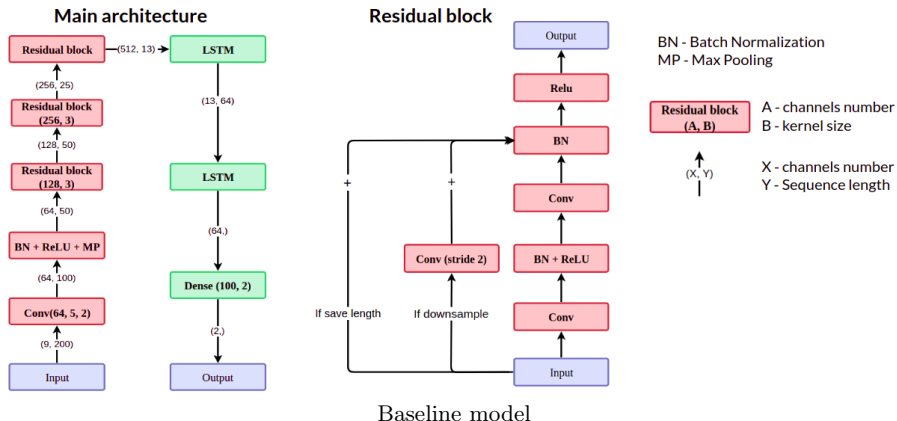 Main architecture
Residual block
(512, 13)
LSTM
(256, 25)
(13, 64)
Residual block
(256, 3)
(128, 50)
Residual block
(128, 3)
LSTM
(64, 50)
(64,)
BN + ReLU + MP
(64, 100)
Dense (100, 2)
Conv(64, 5, 2)
(2,)
(9, 200)
Input
Output
Residual block
Output
Relu
BN
+
+
Conv
Conv (stride 2)
BN + ReLU
If save length
If downsample
Conv
Input
BN - Batch Normalization
MP - Max Pooling
Residual block
(A, B)
A - channels number
B - kernel size
(X, Y)
X - channels number
Y - Sequence length
Baseline model